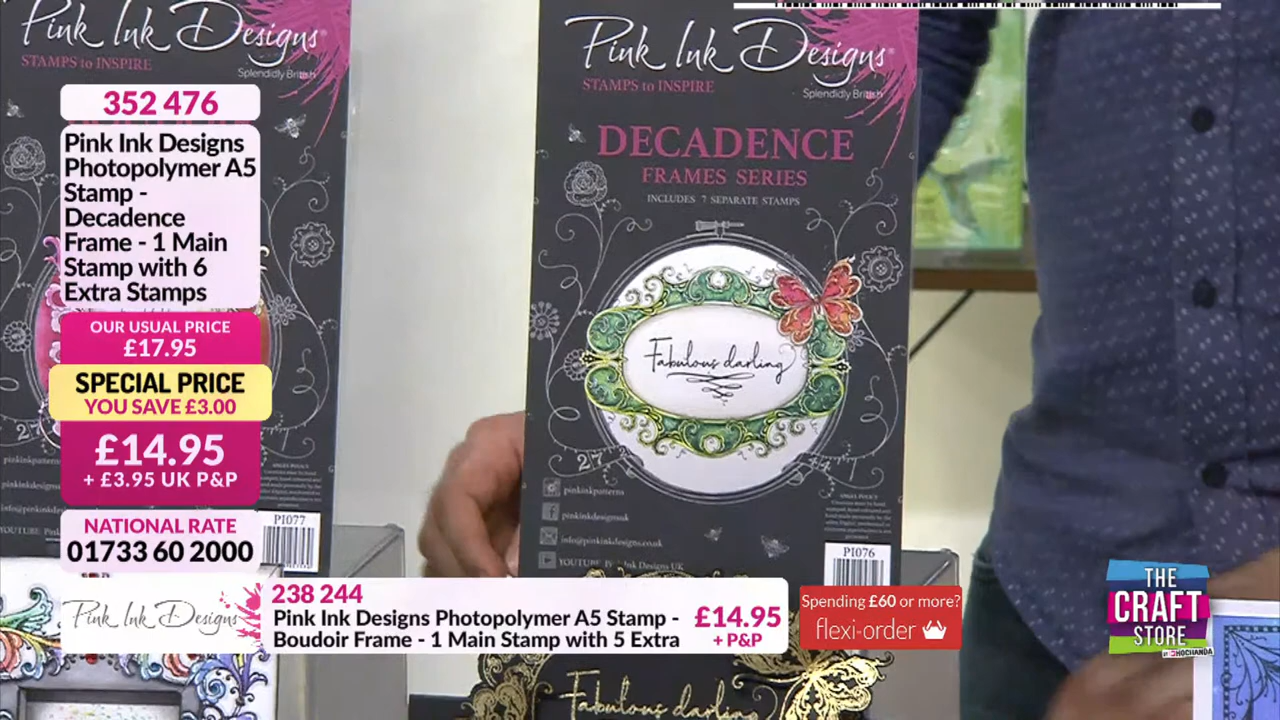 Pink Ink Designs
STAMPS to INSPIRE
Splendidly British
PI077
352 476
Pink Ink Designs
Photopolymer A5
Stamp -
Decadence
Frame - 1 Main
Stamp with 6
Extra Stamps
OUR USUAL PRICE
£17.95
SPECIAL PRICE
YOU SAVE £3.00
£14.95
+ £3.95 UK P&P
NATIONAL RATE
01733 60 2000
Pink Ink Designs
STAMPS to INSPIRE
Splendidly British
DECADENCE
FRAMES SERIES
INCLUDES 7 SEPARATE STAMPS
Fabulous darling
27
pinkinkpatterns
pinkinkdesignsuk
info@pinkinkdesigns.co.uk
Ink Designs UK
PI076
Pink Ink Designs
238 244
Pink Ink Designs Photopolymer A5 Stamp -
Boudoir Frame - 1 Main Stamp with 5 Extra
£14.95
+ P&P
Spending £60 or more?
flexi-order
THE
CRAFT
STORE
HOCHANDA
Fabulous darling